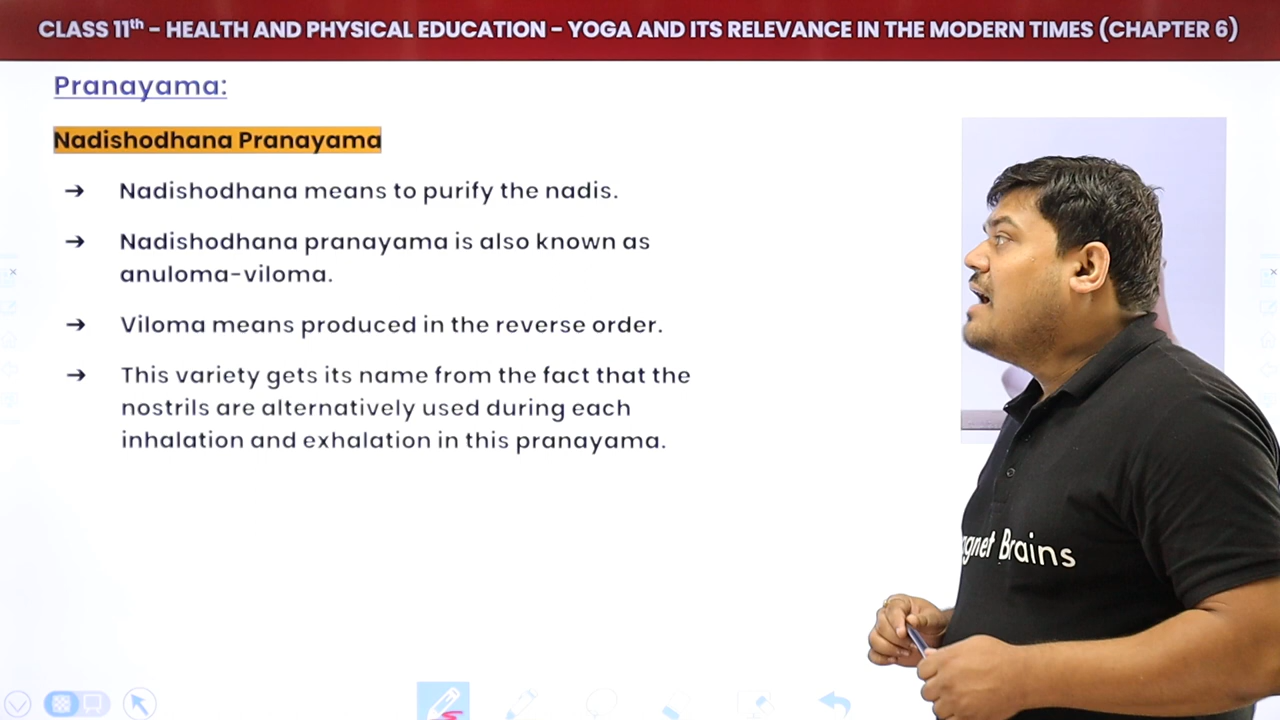 CLASS 11th - HEALTH AND PHYSICAL EDUCATION - YOGA AND ITS RELEVANCE IN THE MODERN TIMES (CHAPTER 6)
Pranayama:
Nadishodhana Pranayama
➔ Nadishodhana means to purify the nadis.
➔ Nadishodhana pranayama is also known as
anuloma-viloma.
➔ Viloma means produced in the reverse order.
➔ This variety gets its name from the fact that the
nostrils are alternatively used during each
inhalation and exhalation in this pranayama.
Brains